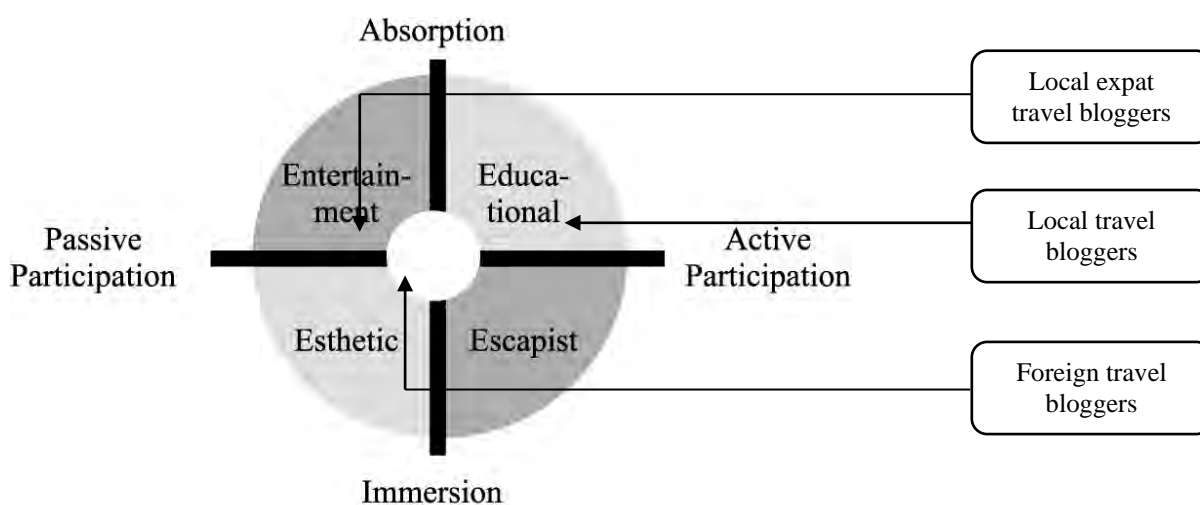 Absorption
Local expat
travel bloggers
Entertain-
ment
Educa-
tional
Local travel
bloggers
Passive
Participation
Active
Participation
Esthetic
Escapist
Foreign travel
bloggers
Immersion